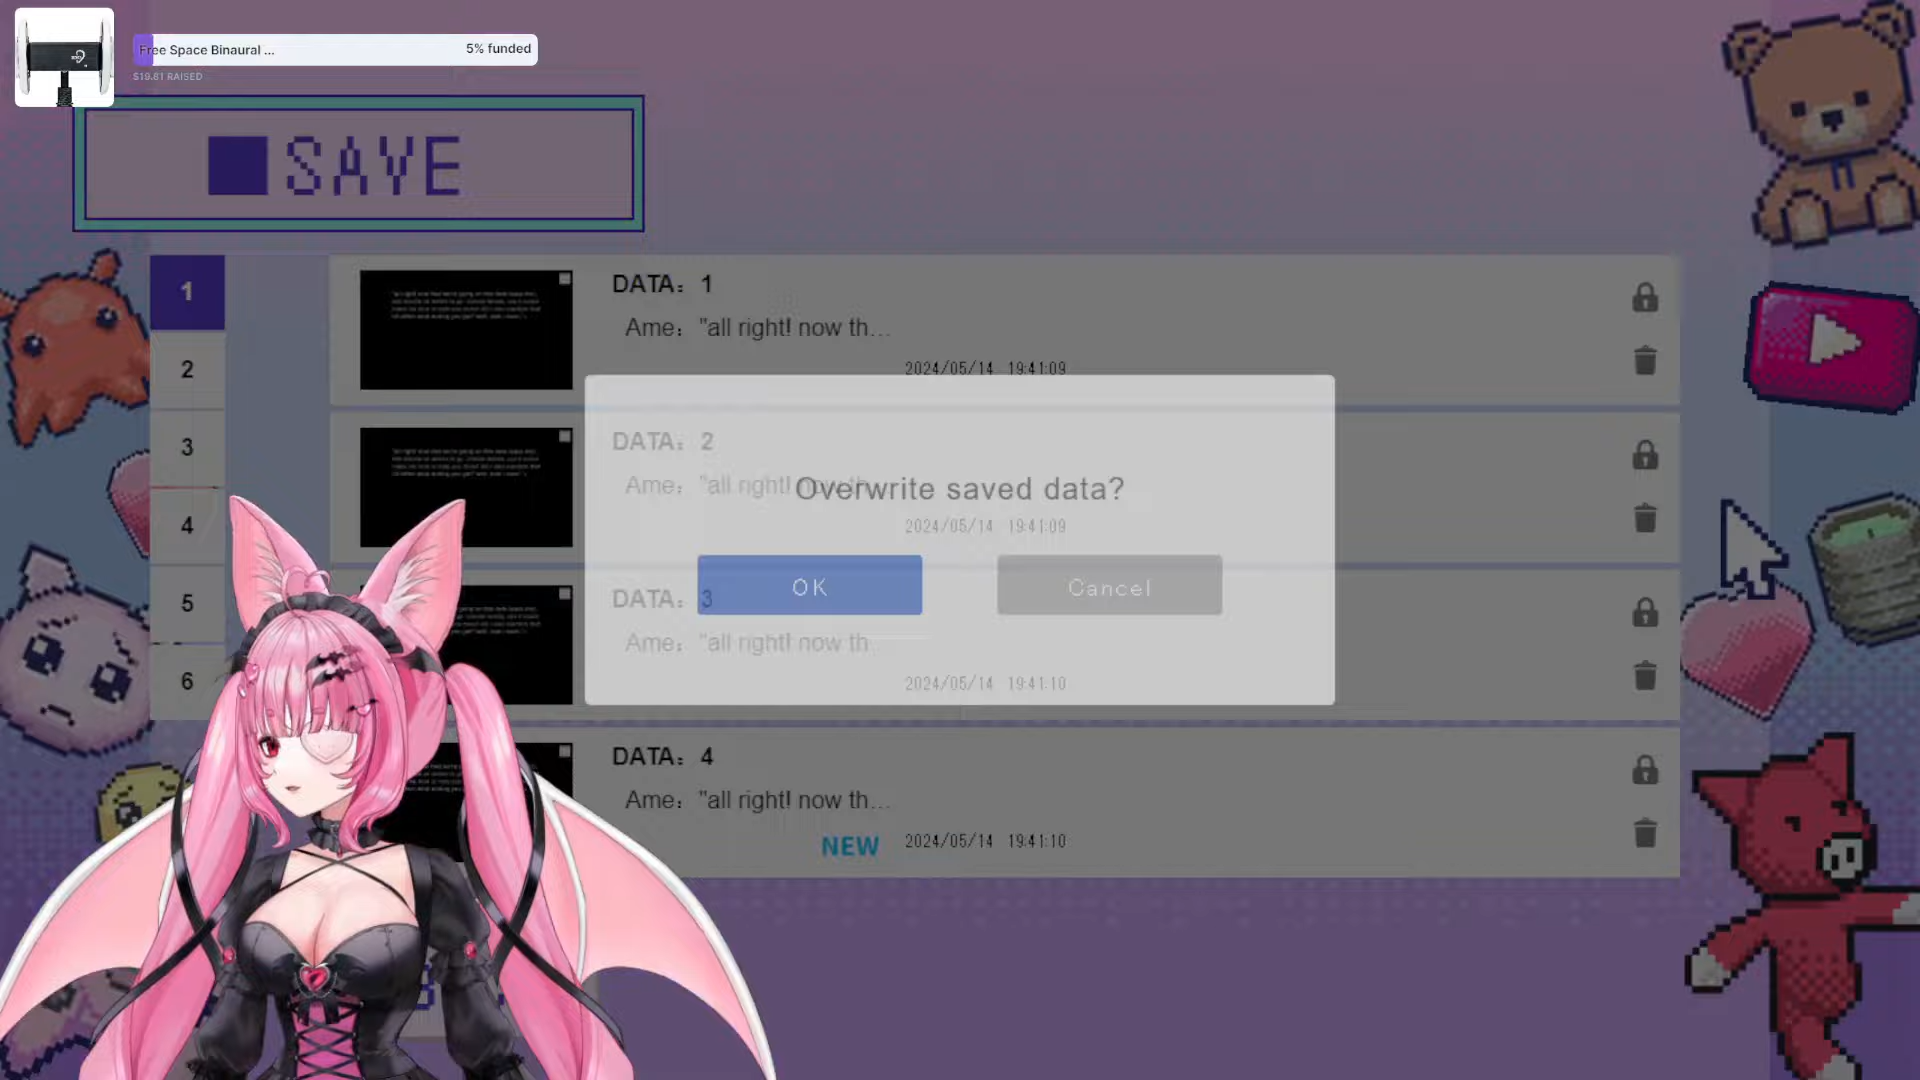 Free Space Binaural ...
5% funded
$19.81 RAISED
SAVE
1
2
3
4
5
6
DATA: 1
Ame: "all right! now th...
2024/05/14 19:41:09
DATA: 2
Ame: "all right! now th...
2024/05/14 19:41:09
Overwrite saved data?
OK
Cancel
DATA: 3
Ame: "all right! now th...
2024/05/14 19:41:10
DATA: 4
Ame: "all right! now th...
NEW
2024/05/14 19:41:10